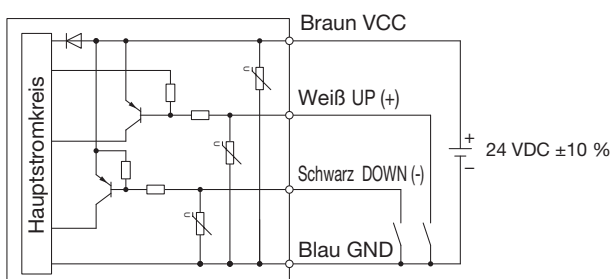 Braun VCC
Hauptstromkreis
Weiß UP (+)
+
24 VDC ±10 %
−
Schwarz DOWN (-)
Blau GND
U
U
U